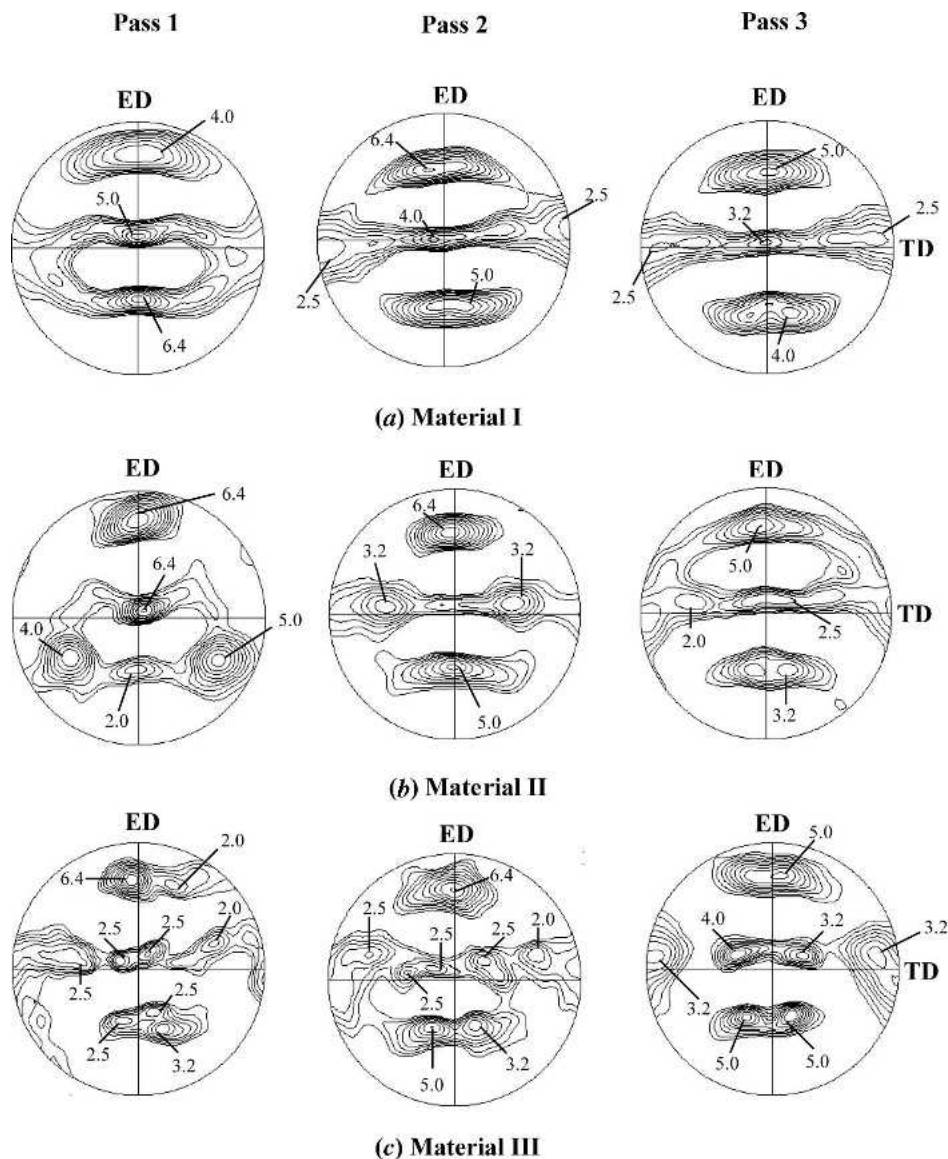 Pass 1 Pass 2 Pass 3
ED ED ED
4.0 6.4 5.0
5.0 4.0 2.5 3.2 2.5
TD
2.5 2.5
6.4 5.0 4.0
(a) Material I
ED ED ED
6.4 6.4 5.0
6.4 3.2 3.2
TD
4.0 5.0 2.0 2.5
2.0 5.0 3.2
(b) Material II
ED ED ED
6.4 2.0 6.4 5.0
2.5 2.5 2.0 2.5 2.5 2.5 2.0 4.0 3.2 3.2
TD
2.5 2.5 3.2
2.5 2.5 3.2 5.0 3.2 5.0 5.0
(c) Material III